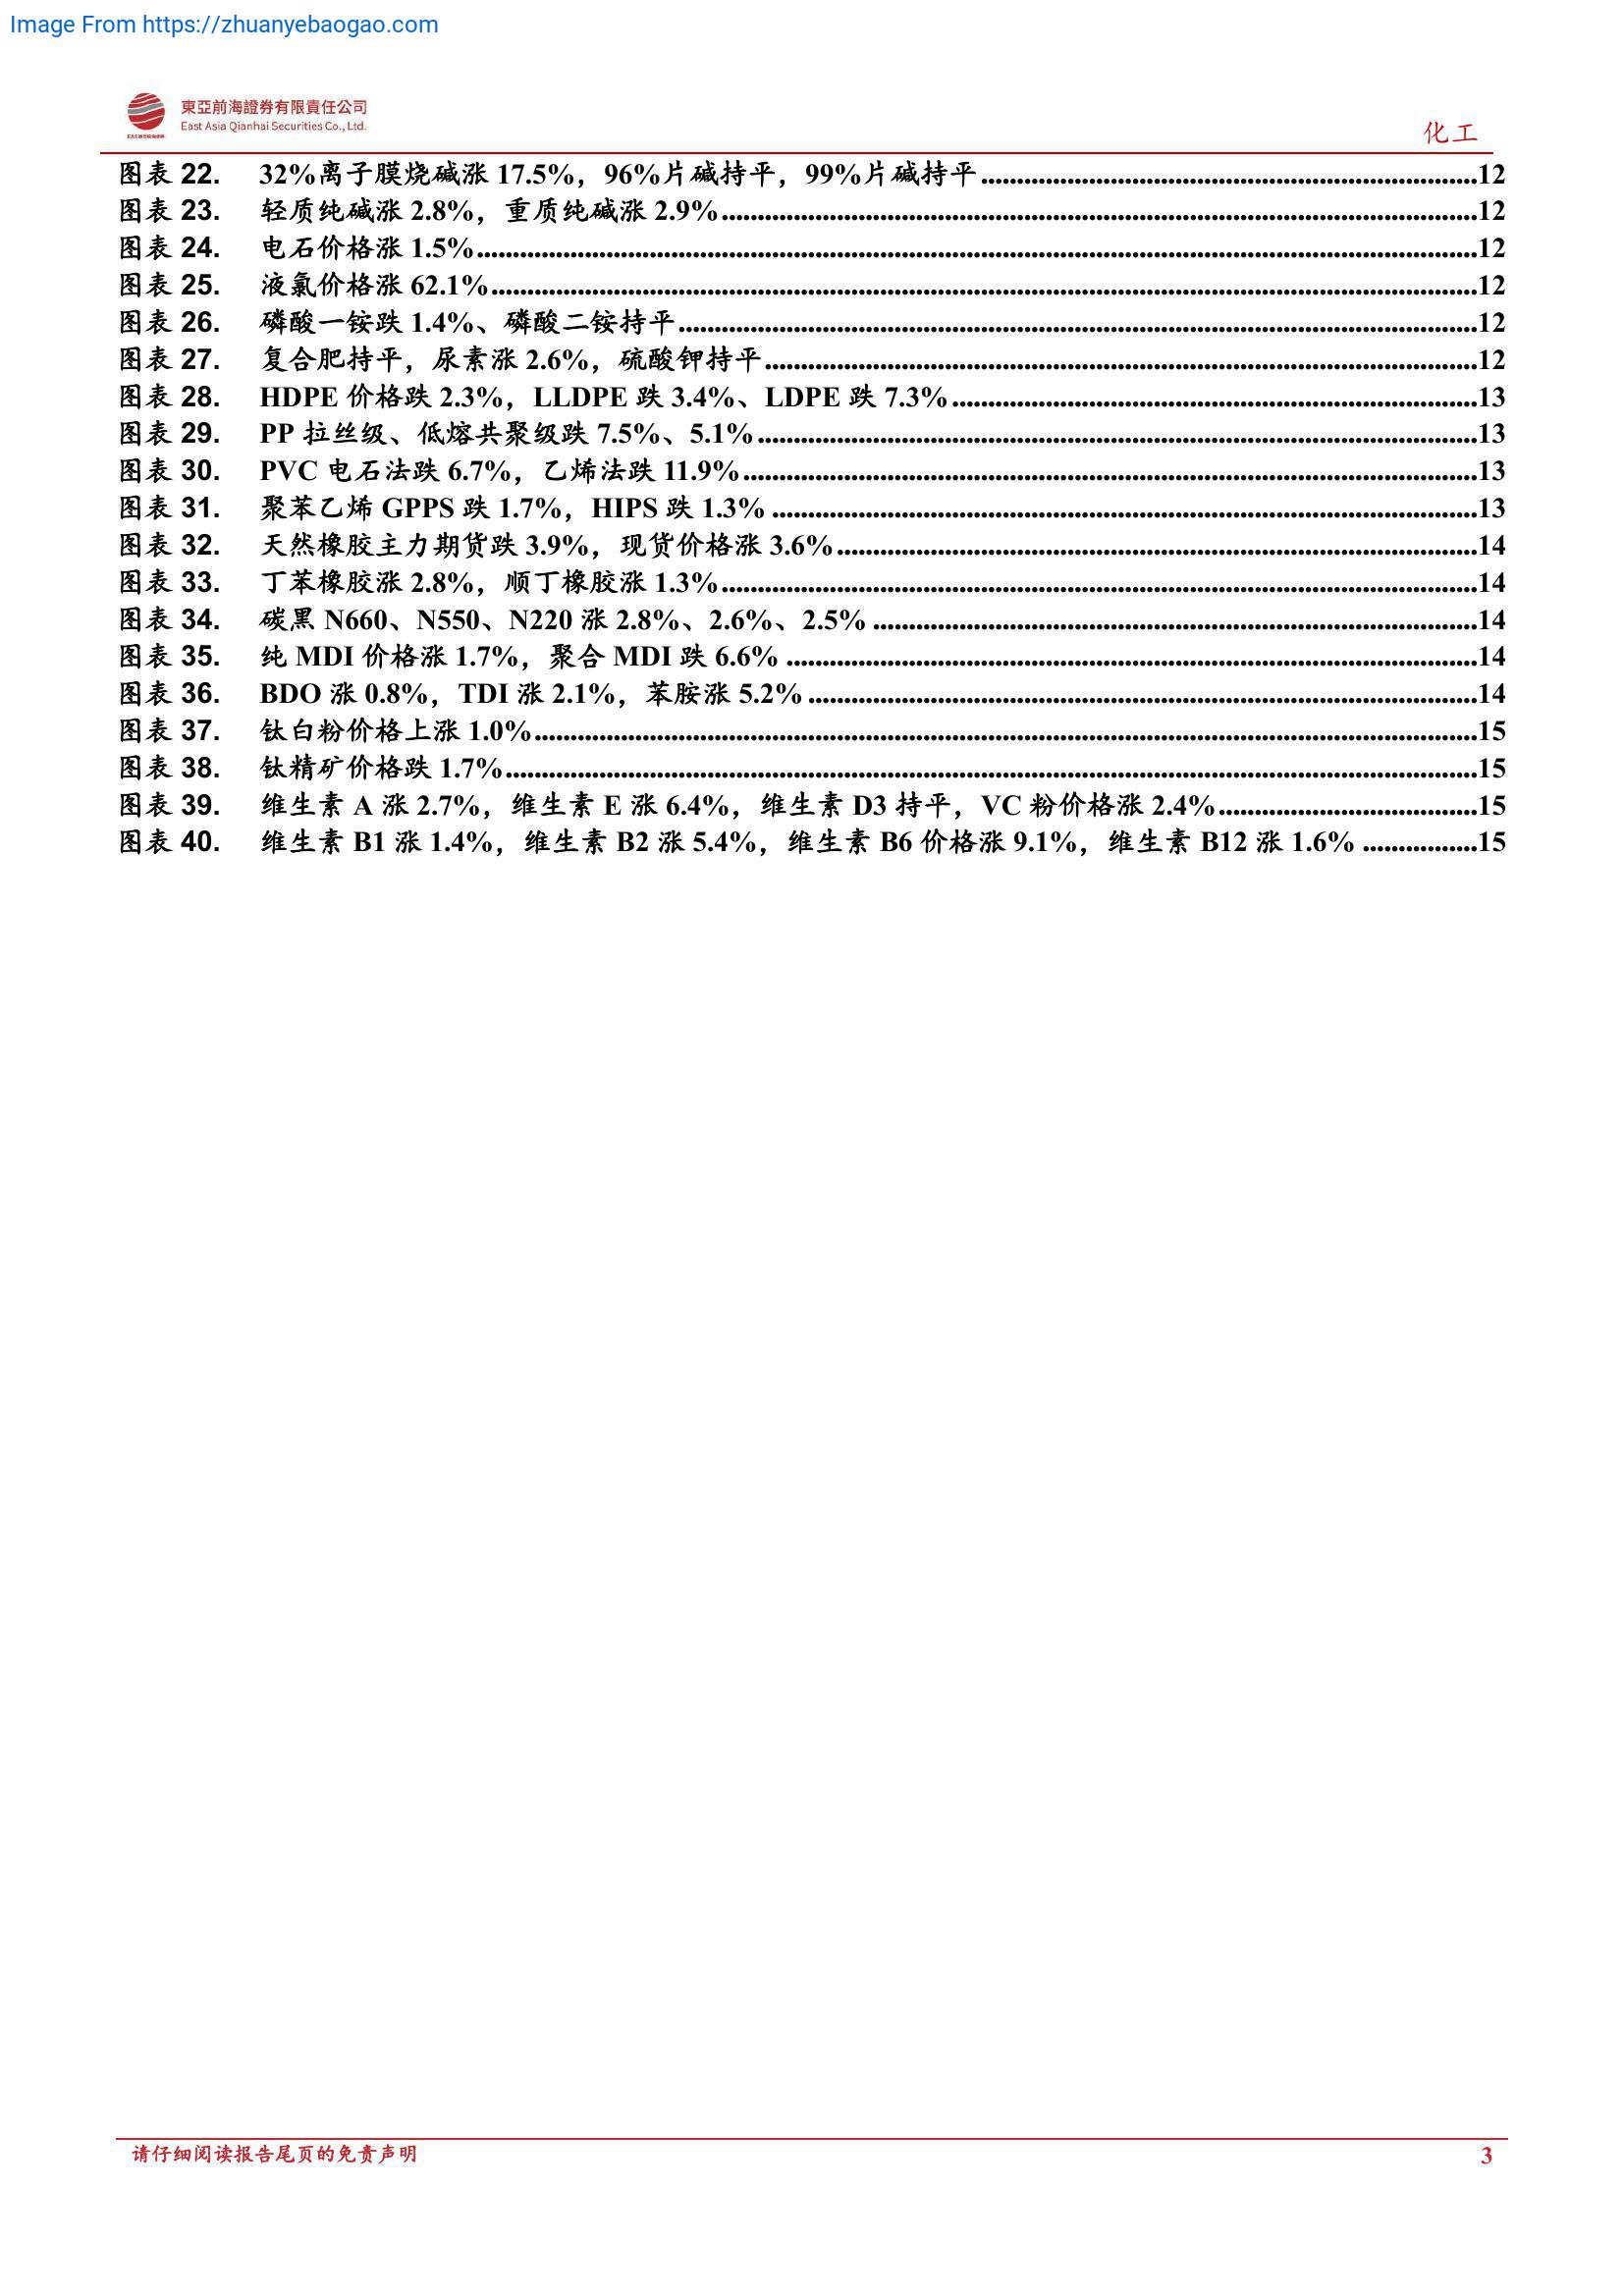 Image From https://zhuanyebaogao.com
東亞前海證券有限責任公司
East Asia Qianhai Securities Co., Ltd.
化工
图表 22. 32%离子膜烧碱涨 17.5%，96%片碱持平，99%片碱持平................................12
图表 23. 轻质纯碱涨 2.8%，重质纯碱涨 2.9%................................12
图表 24. 电石价格涨 1.5%................................12
图表 25. 液氯价格涨 62.1%................................12
图表 26. 磷酸一铵跌 1.4%、磷酸二铵持平................................12
图表 27. 复合肥持平，尿素涨 2.6%，硫酸钾持平................................12
图表 28. HDPE 价格跌 2.3%，LLDPE 跌 3.4%、LDPE 跌 7.3%................................13
图表 29. PP 拉丝级、低熔共聚级跌 7.5%、5.1%................................13
图表 30. PVC 电石法跌 6.7%，乙烯法跌 11.9%................................13
图表 31. 聚苯乙烯 GPPS 跌 1.7%，HIPS 跌 1.3%................................13
图表 32. 天然橡胶主力期货跌 3.9%，现货价格涨 3.6%................................14
图表 33. 丁苯橡胶涨 2.8%，顺丁橡胶涨 1.3%................................14
图表 34. 碳黑 N660、N550、N220 涨 2.8%、2.6%、2.5%................................14
图表 35. 纯 MDI 价格涨 1.7%，聚合 MDI 跌 6.6%................................14
图表 36. BDO 涨 0.8%，TDI 涨 2.1%，苯胺涨 5.2%................................14
图表 37. 钛白粉价格上涨 1.0%................................15
图表 38. 钛精矿价格跌 1.7%................................15
图表 39. 维生素 A 涨 2.7%，维生素 E 涨 6.4%，维生素 D3 持平，VC 粉价格涨 2.4%................................15
图表 40. 维生素 B1 涨 1.4%，维生素 B2 涨 5.4%，维生素 B6 价格涨 9.1%，维生素 B12 涨 1.6%................15
请仔细阅读报告尾页的免责声明
3